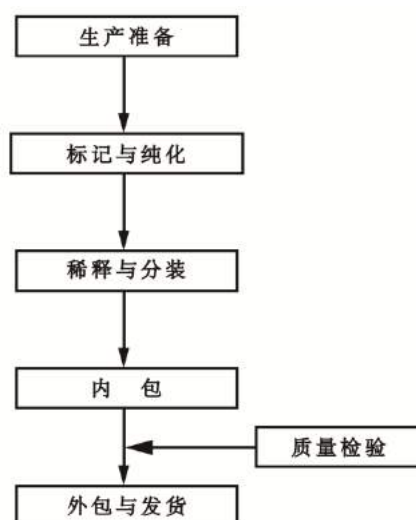 生产准备
标记与纯化
稀释与分装
内 包
质量检验
外包与发货